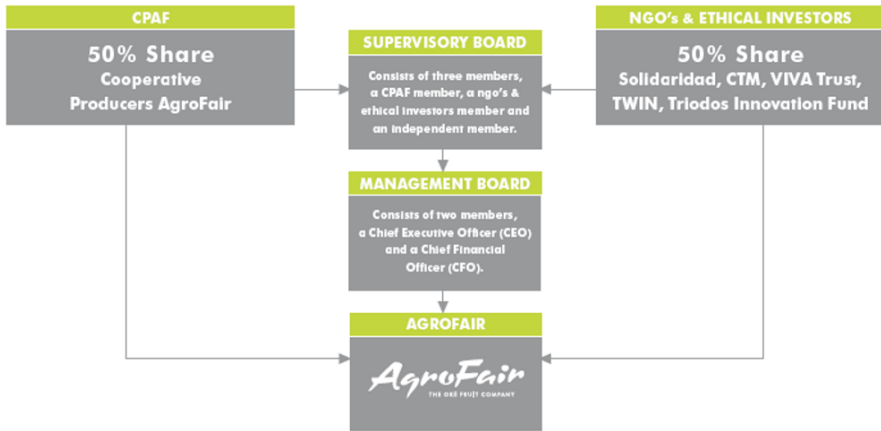 CPAF
50% Share
Cooperative
Producers AgroFair
SUPERVISORY BOARD
Consists of three members,
a CPAF member, a ngo's &
ethical investors member and
an independent member.
NGO's & ETHICAL INVESTORS
50% Share
Solidaridad, CTM, VIVA Trust,
TWIN, Triodos Innovation Fund
MANAGEMENT BOARD
Consists of two members,
a Chief Executive Officer (CEO)
and a Chief Financial
Officer (CFO).
AGROFAIR
AgroFair
THE OKÉ FRUIT COMPANY